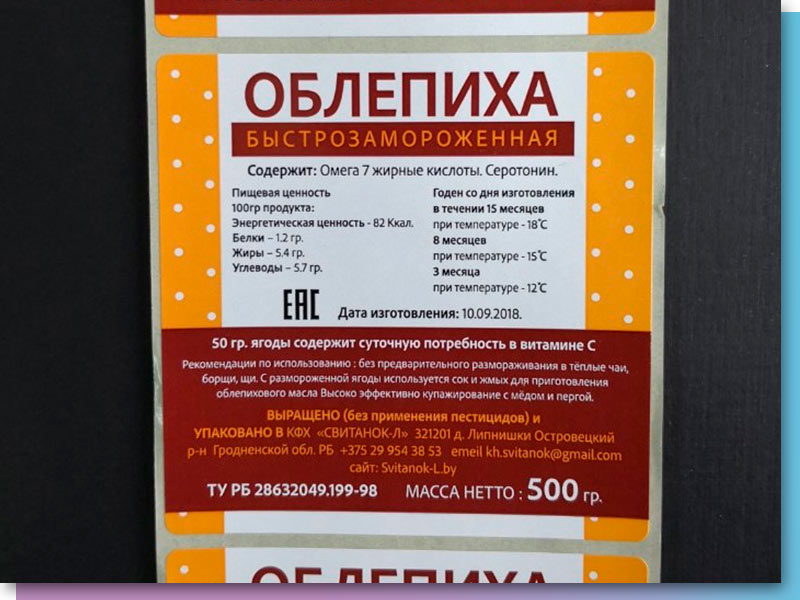 ОБЛЕПИХА
БЫСТРОЗАМОРОЖЕННАЯ
Содержит: Омега 7 жирные кислоты. Серотонин.
Пищевая ценность
100гр продукта:
Энергетическая ценность - 82 Ккал.
Белки – 1.2 гр.
Жиры – 5.4 гр.
Углеводы – 5.7 гр.
Годен со дня изготовления
в течении 15 месяцев
при температуре - 18°С
8 месяцев
при температуре - 15°С
3 месяца
при температуре - 12°С
ЕАС
Дата изготовления: 10.09.2018.
50 гр. ягоды содержит суточную потребность в витамине С
Рекомендации по использованию : без предварительного размораживания в тёплые чаи,
борщи, щи. С размороженной ягоды используется сок и жмых для приготовления
облепихового масла Высоко эффективно купажирование с мёдом и пергой.
ВЫРАЩЕНО (без применения пестицидов) и
УПАКОВАНО В КФХ «СВИТАНОК-Л» 321201 д. Липнишки Островецкий
р-н Гродненской обл. РБ +375 29 954 38 53 emeil kh.svitanok@gmail.com
сайт: Svitanok-L.by
ТУ РБ 28632049.199-98 МАССА НЕТТО : 500 гр.
ОБЛЕПИХА